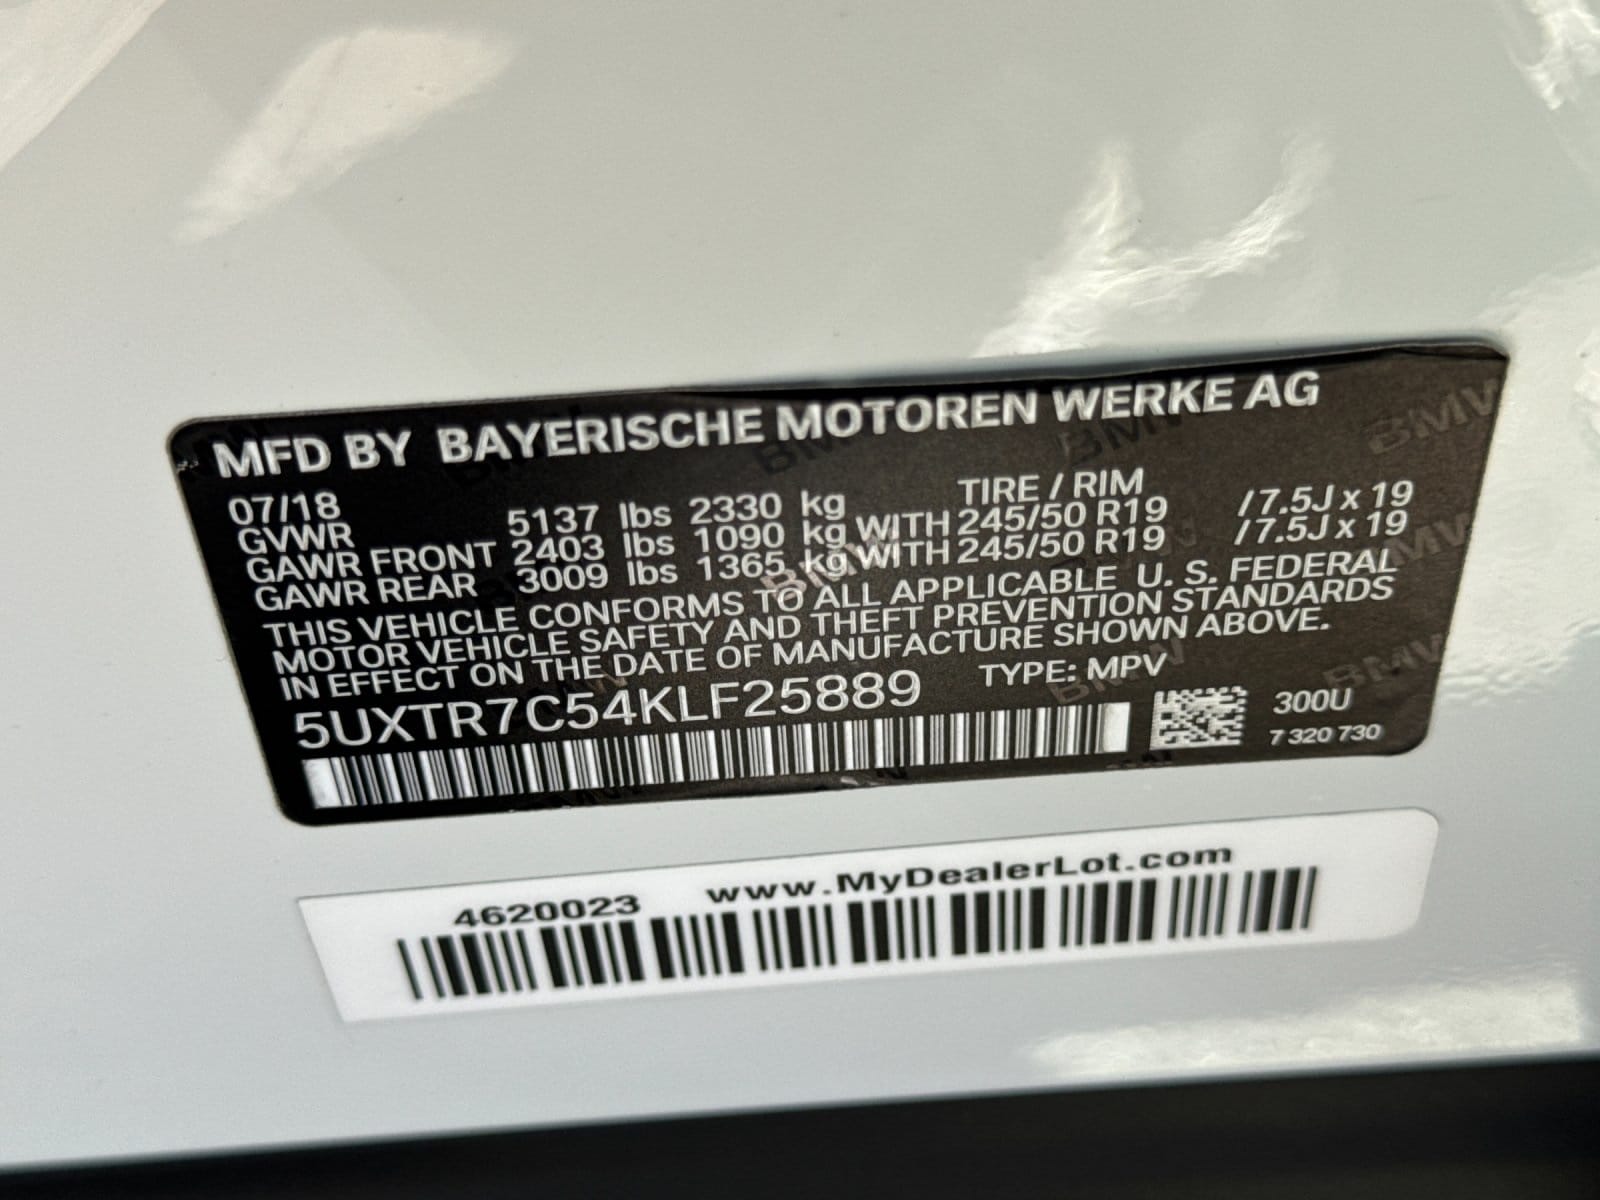 MFD BY BAYERISCHE MOTOREN WERKE AG
07/18 TIRE / RIM
GVWR 5137 lbs 2330 kg
GAWR FRONT 2403 lbs 1090 kg WITH 245/50 R19 /7.5J x 19
GAWR REAR 3009 lbs 1365 kg WITH 245/50 R19 /7.5J x 19
THIS VEHICLE CONFORMS TO ALL APPLICABLE U. S. FEDERAL
MOTOR VEHICLE SAFETY AND THEFT PREVENTION STANDARDS
IN EFFECT ON THE DATE OF MANUFACTURE SHOWN ABOVE.
5UXTR7C54KLF25889 TYPE: MPV
300U
7 320 730
4620023 www.MyDealerLot.com